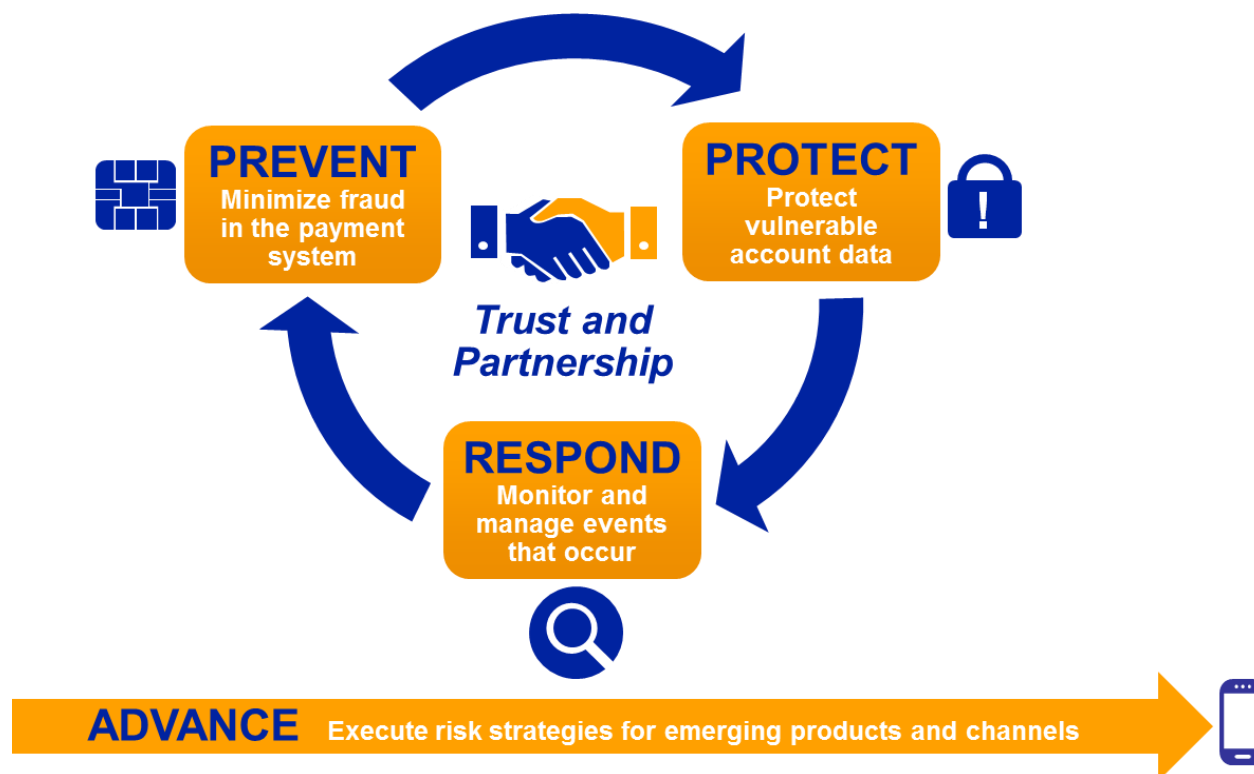 PREVENT
Minimize fraud
in the payment
system
PROTECT
Protect
vulnerable
account data
Trust and
Partnership
RESPOND
Monitor and
manage events
that occur
ADVANCE Execute risk strategies for emerging products and channels